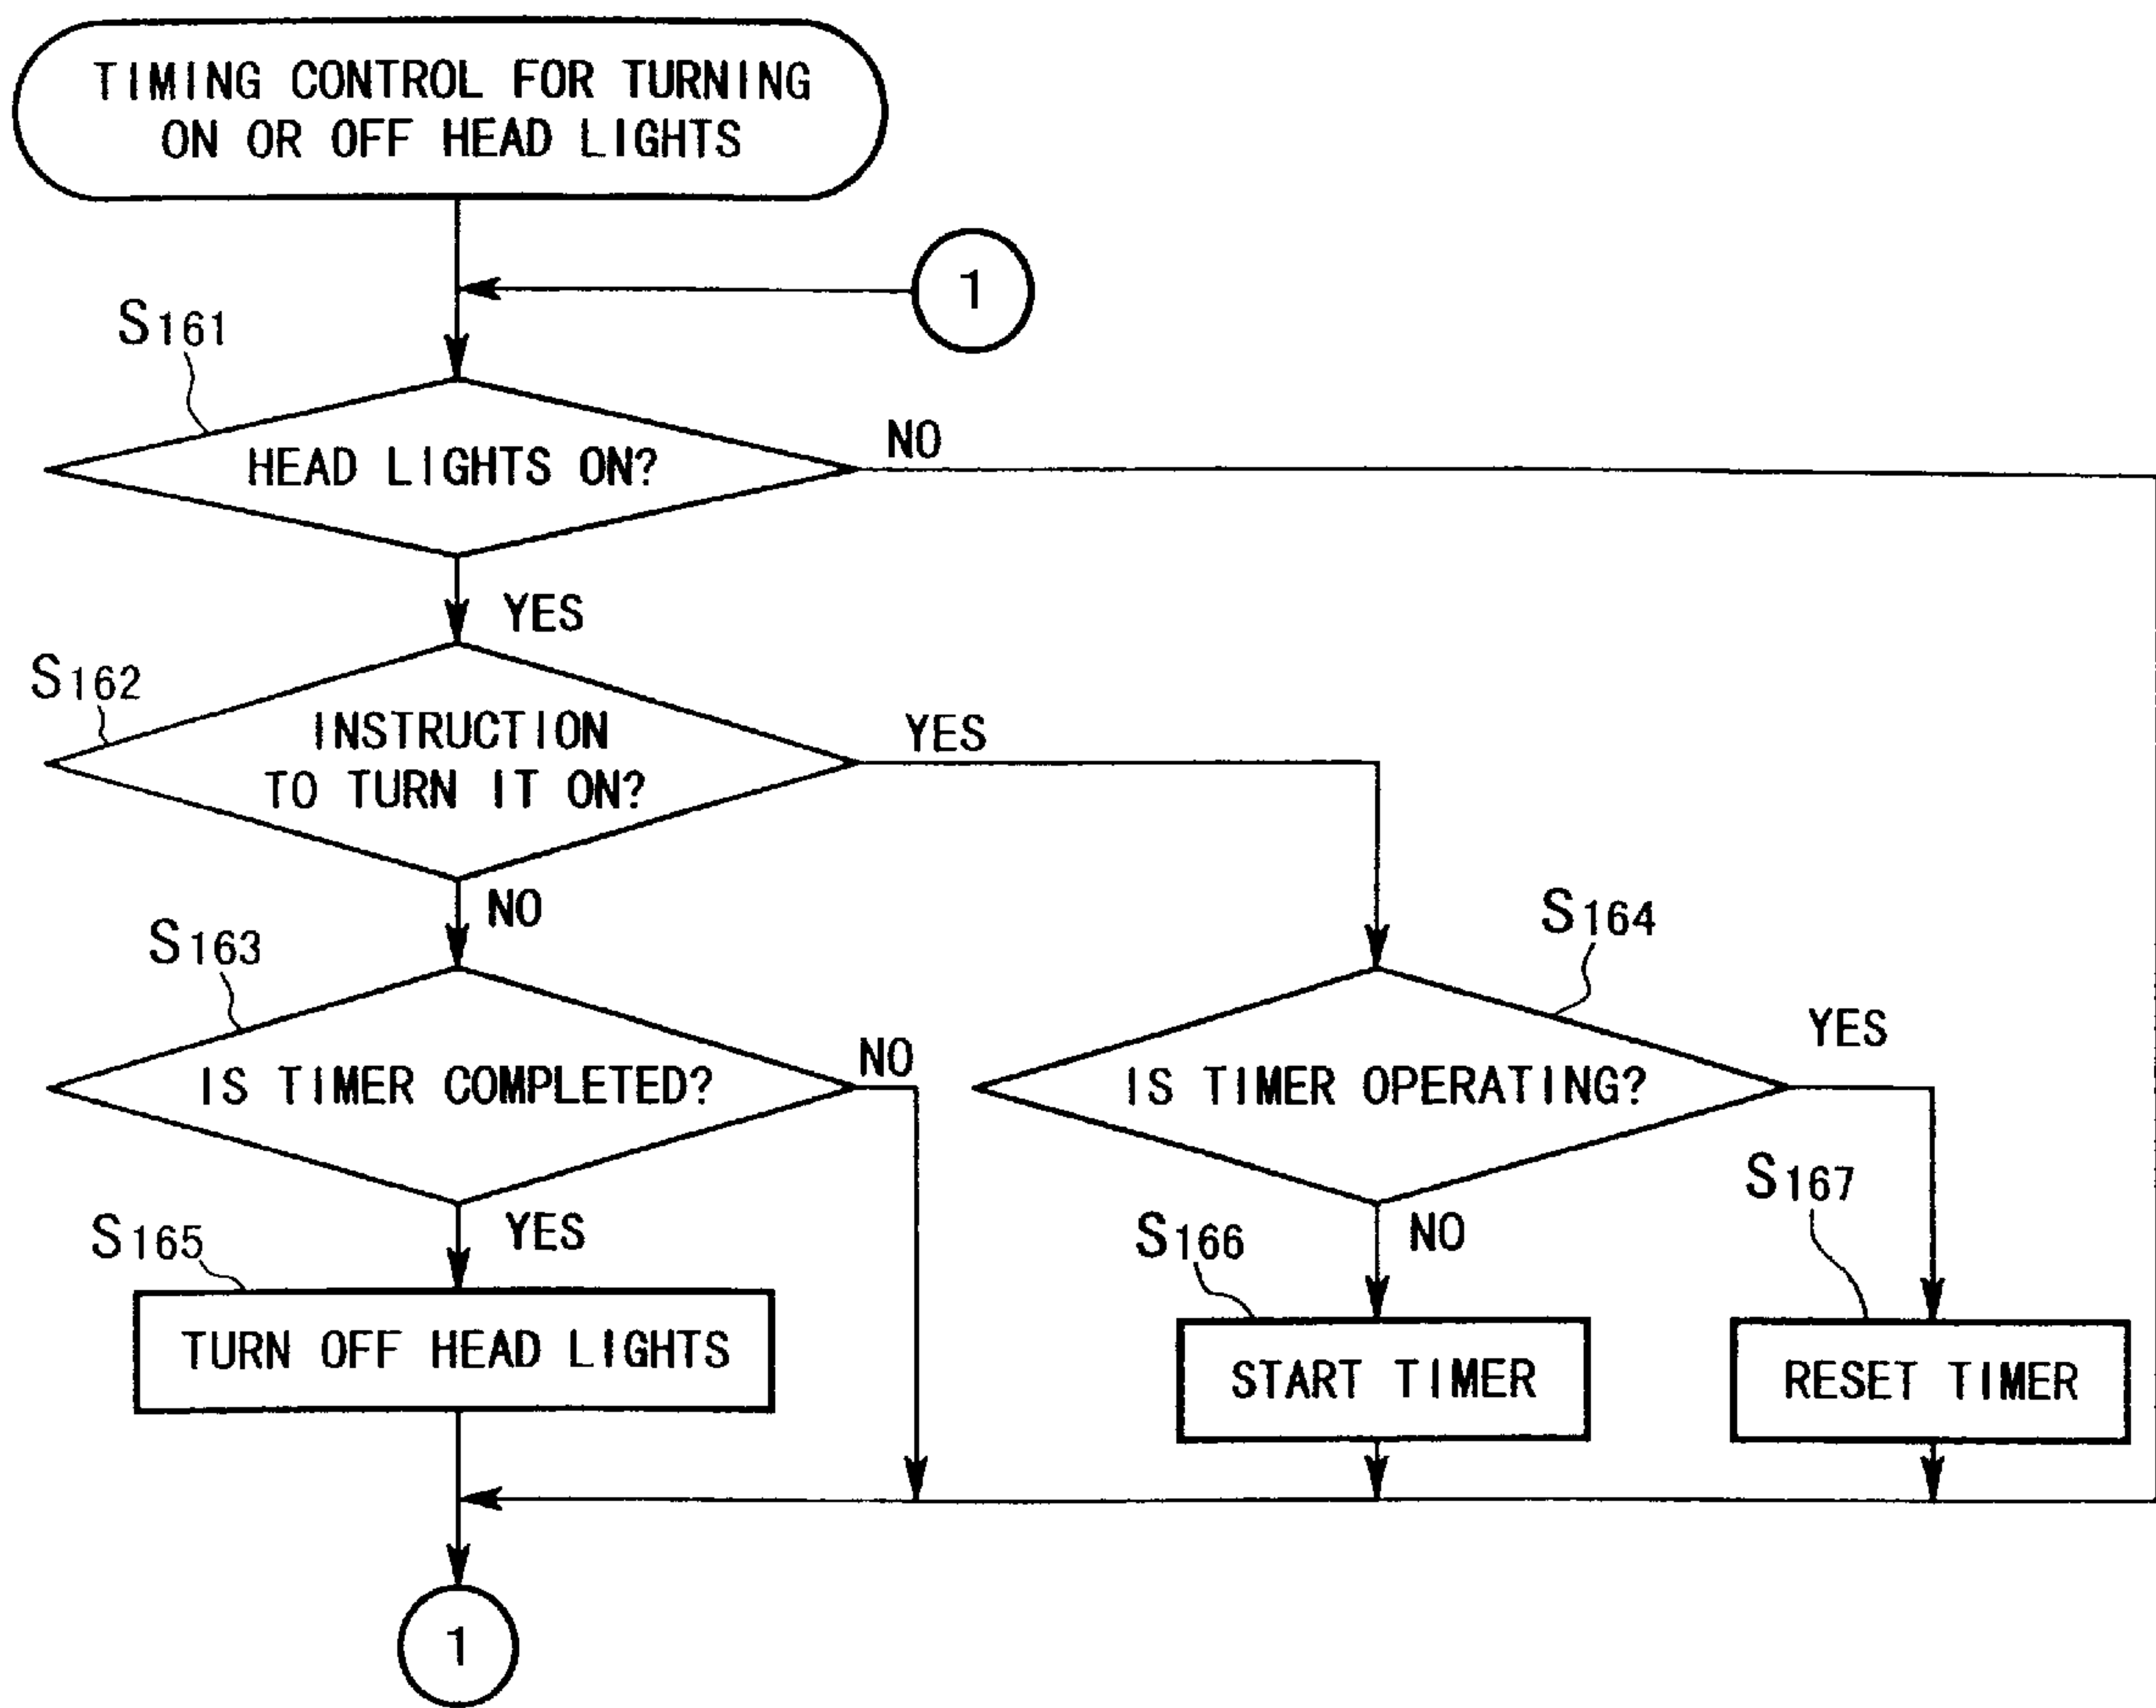 TIMING CONTROL FOR TURNING
ON OR OFF HEAD LIGHTS
1
S161
HEAD LIGHTS ON?
NO
YES
S162
INSTRUCTION
TO TURN IT ON?
YES
NO
S163
IS TIMER COMPLETED?
NO
YES
S164
IS TIMER OPERATING?
YES
NO
S165
TURN OFF HEAD LIGHTS
S166
START TIMER
S167
RESET TIMER
1